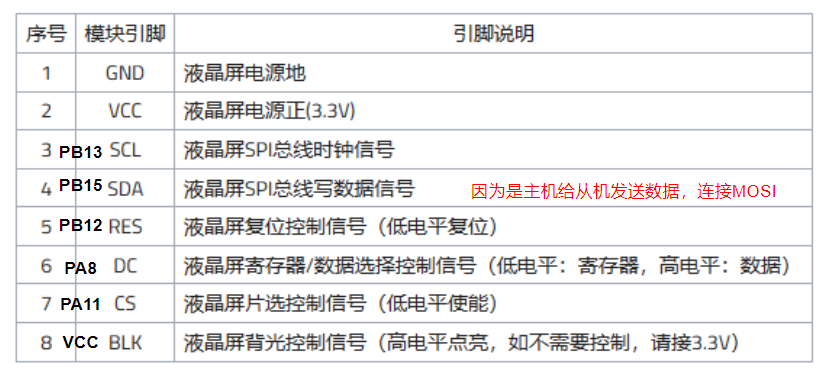 序号 模块引脚 引脚说明
1 GND 液晶屏电源地
2 VCC 液晶屏电源正(3.3V)
3 PB13 SCL 液晶屏SPI总线时钟信号
4 PB15 SDA 液晶屏SPI总线写数据信号 因为是主机给从机发送数据，连接MOSI
5 PB12 RES 液晶屏复位控制信号（低电平复位）
6 PA8 DC 液晶屏寄存器/数据选择控制信号（低电平：寄存器，高电平：数据）
7 PA11 CS 液晶屏片选控制信号（低电平使能）
8 VCC BLK 液晶屏背光控制信号（高电平点亮，如不需要控制，请接3.3V）